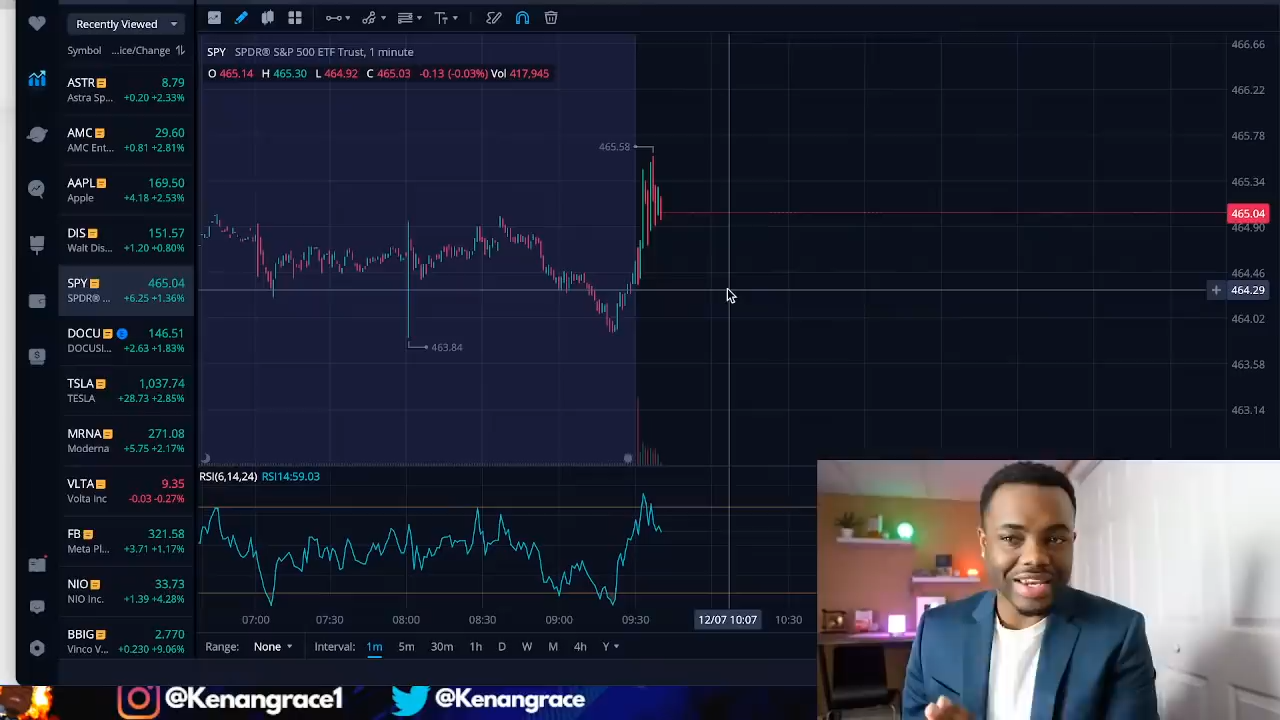 Recently Viewed
Symbol ...ice/Change
ASTR 8.79
Astra Sp... +0.20 +2.33%
AMC 29.60
AMC Ent... +0.81 +2.81%
AAPL 169.50
Apple +4.18 +2.53%
DIS 151.57
Walt Dis... +1.20 +0.80%
SPY 465.04
SPDR® ... +6.25 +1.36%
DOCU E 146.51
DOCUSI... +2.63 +1.83%
TSLA 1,037.74
TESLA +28.73 +2.85%
MRNA 271.08
Moderna +5.75 +2.17%
VLTA 9.35
Volta Inc -0.03 -0.27%
FB 321.58
Meta Pl... +3.71 +1.17%
NIO 33.73
NIO Inc. +1.39 +4.28%
BBIG 2.770
Vinco V... +0.230 +9.06%
SPY SPDR® S&P 500 ETF Trust, 1 minute
O 465.14 H 465.30 L 464.92 C 465.03 -0.13 (-0.03%) Vol 417,945
465.58
463.84
466.66
466.22
465.78
465.34
465.04
464.90
464.46
464.29
464.02
463.58
463.14
RSI(6,14,24) RSI14:59.03
07:00 07:30 08:00 08:30 09:00 09:30 12/07 10:07 10:30
Range: None Interval: 1m 5m 30m 1h D W M 4h Y
@Kenangrace1 @Kenangrace